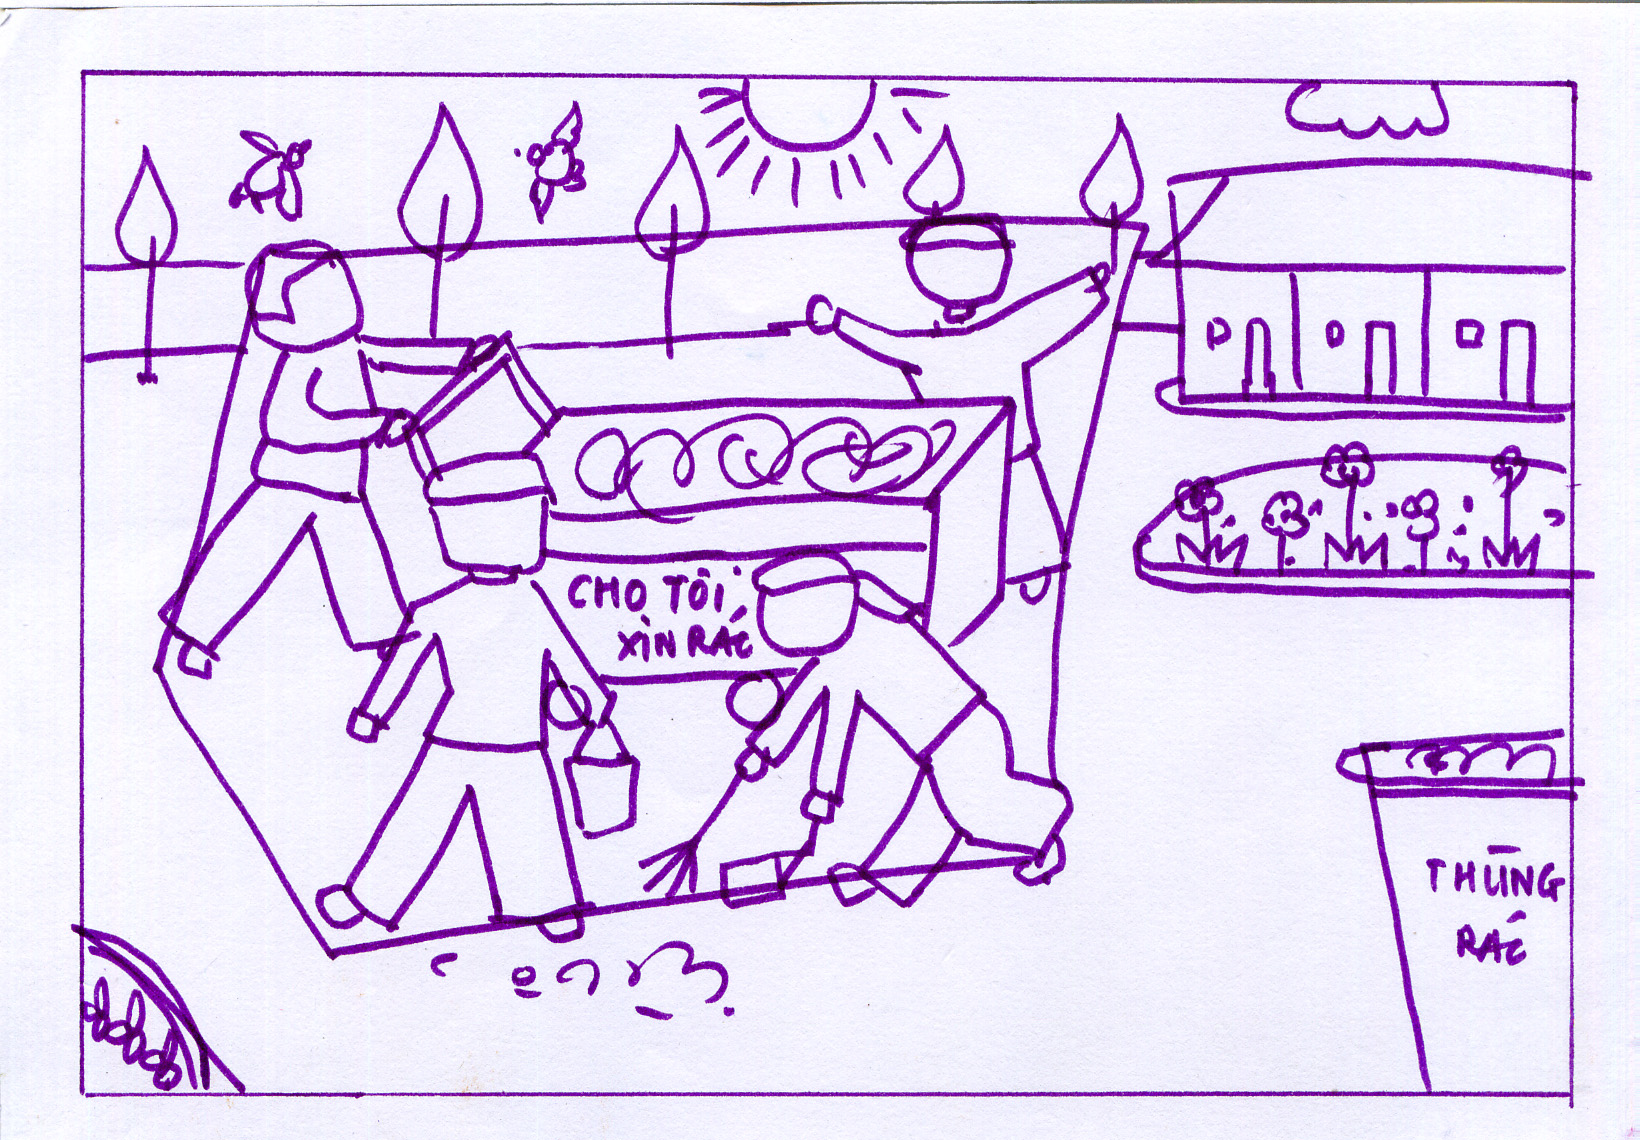 CHO TÔI
XIN RÁC
THÙNG
RÁC